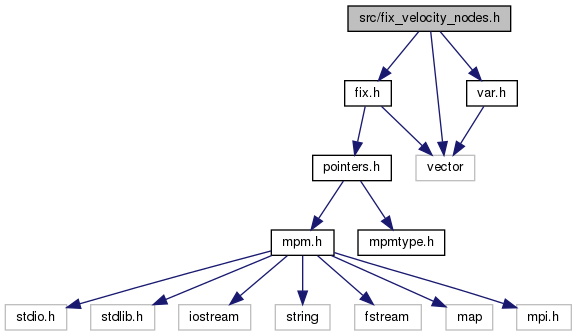 src/fix_velocity_nodes.h
fix.h
var.h
pointers.h
vector
mpm.h
mpmtype.h
stdio.h
stdlib.h
iostream
string
fstream
map
mpi.h